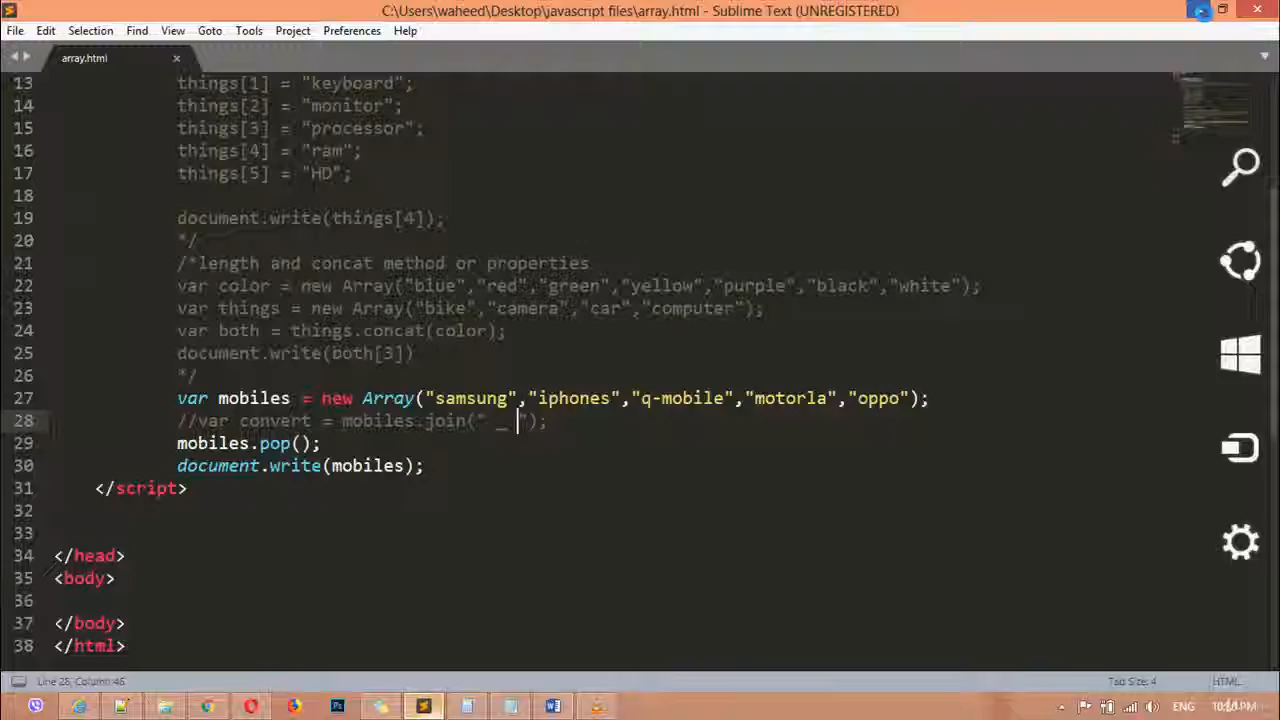 C:\Users\waheed\Desktop\javascript files\array.html - Sublime Text (UNREGISTERED)
File Edit Selection Find View Goto Tools Project Preferences Help
array.html
13 things[1] = "keyboard";
14 things[2] = "monitor";
15 things[3] = "processor";
16 things[4] = "ram";
17 things[5] = "HD";
18
19 document.write(things[4]);
20 */
21 /*length and concat method or properties
22 var color = new Array("blue","red","green","yellow","purple","black","white");
23 var things = new Array("bike","camera","car","computer");
24 var both = things.concat(color);
25 document.write(both[3])
26 */
27 var mobiles = new Array("samsung","iphones","q-mobile","motorla","oppo");
28 //var convert = mobiles.join(" _ ");
29 mobiles.pop();
30 document.write(mobiles);
31 </script>
32
33
34 </head>
35 <body>
36
37 </body>
38 </html>
Line 28, Column 46 Tab Size: 4 HTML
ENG